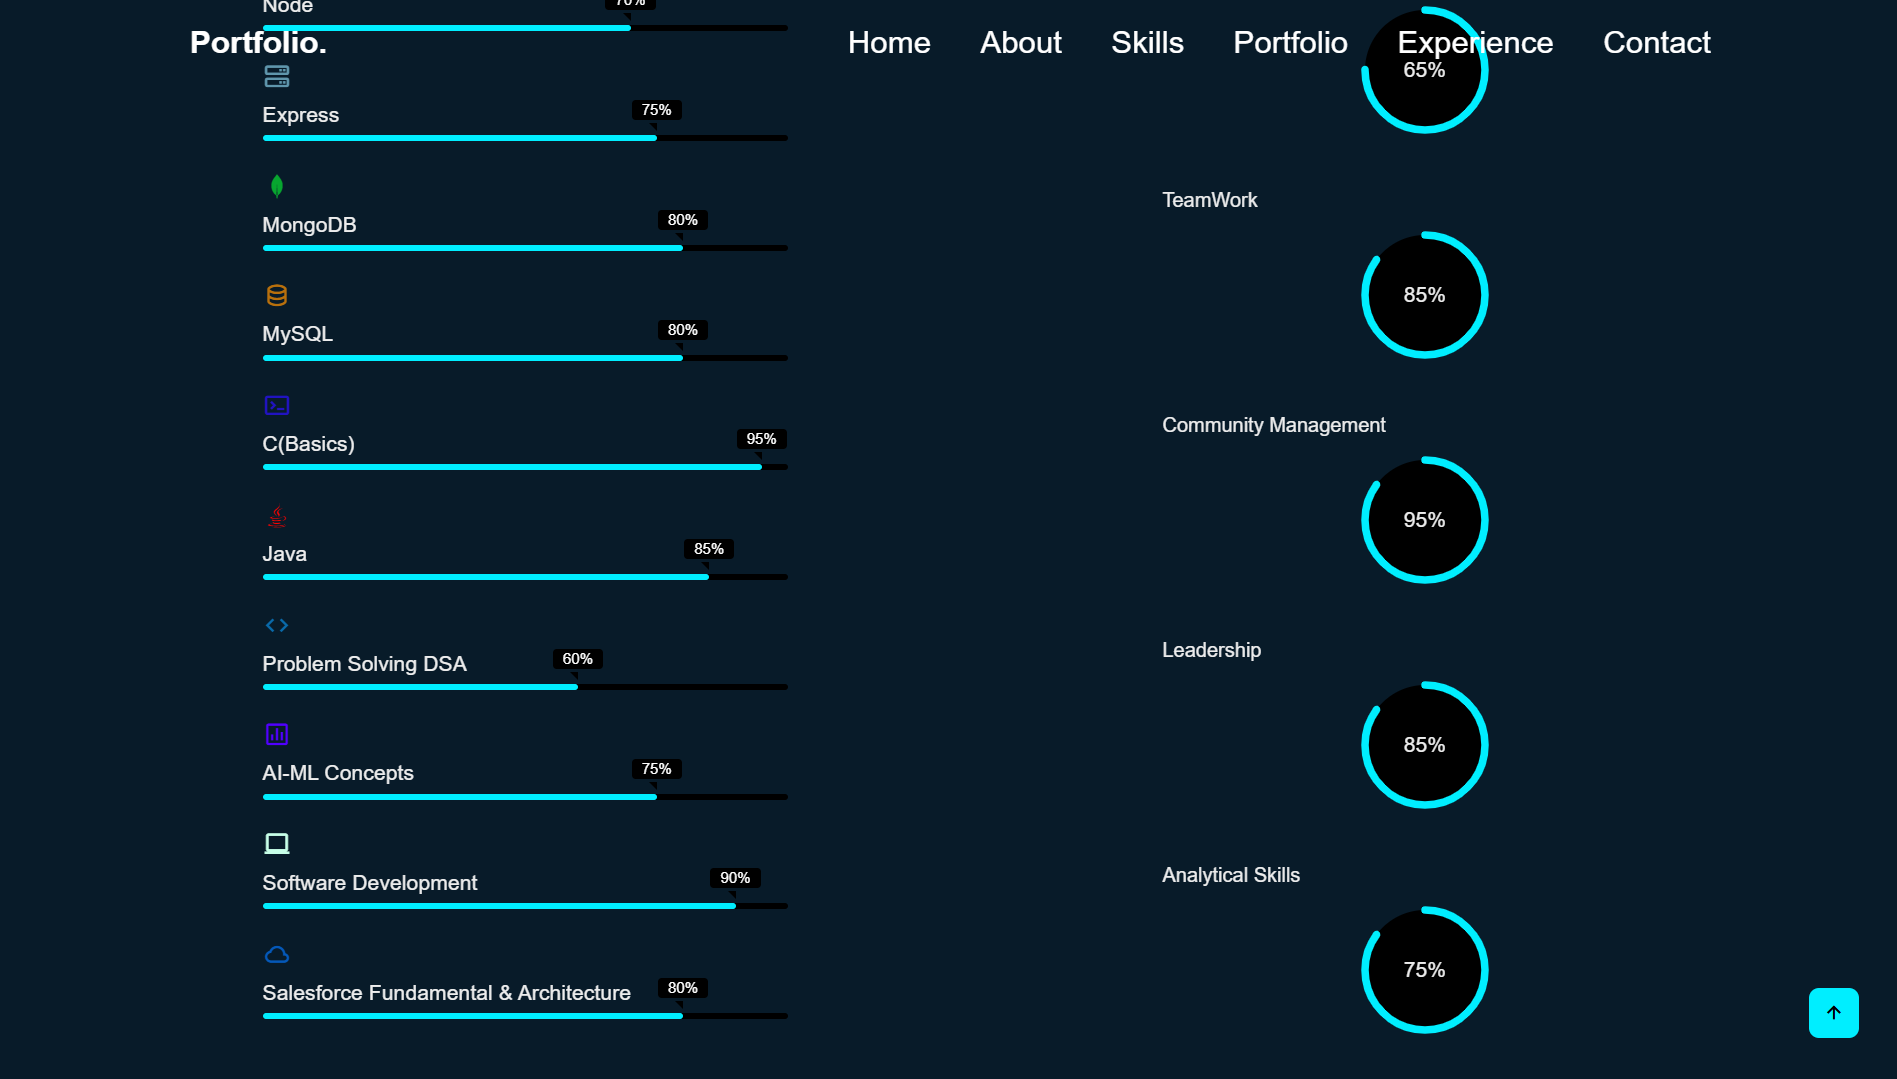 Node
70%
Portfolio.
Home
About
Skills
Portfolio
Experience
Contact
Express
75%
MongoDB
80%
MySQL
80%
C(Basics)
95%
Java
85%
Problem Solving DSA
60%
AI-ML Concepts
75%
Software Development
90%
Salesforce Fundamental & Architecture
80%
65%
TeamWork
85%
Community Management
95%
Leadership
85%
Analytical Skills
75%